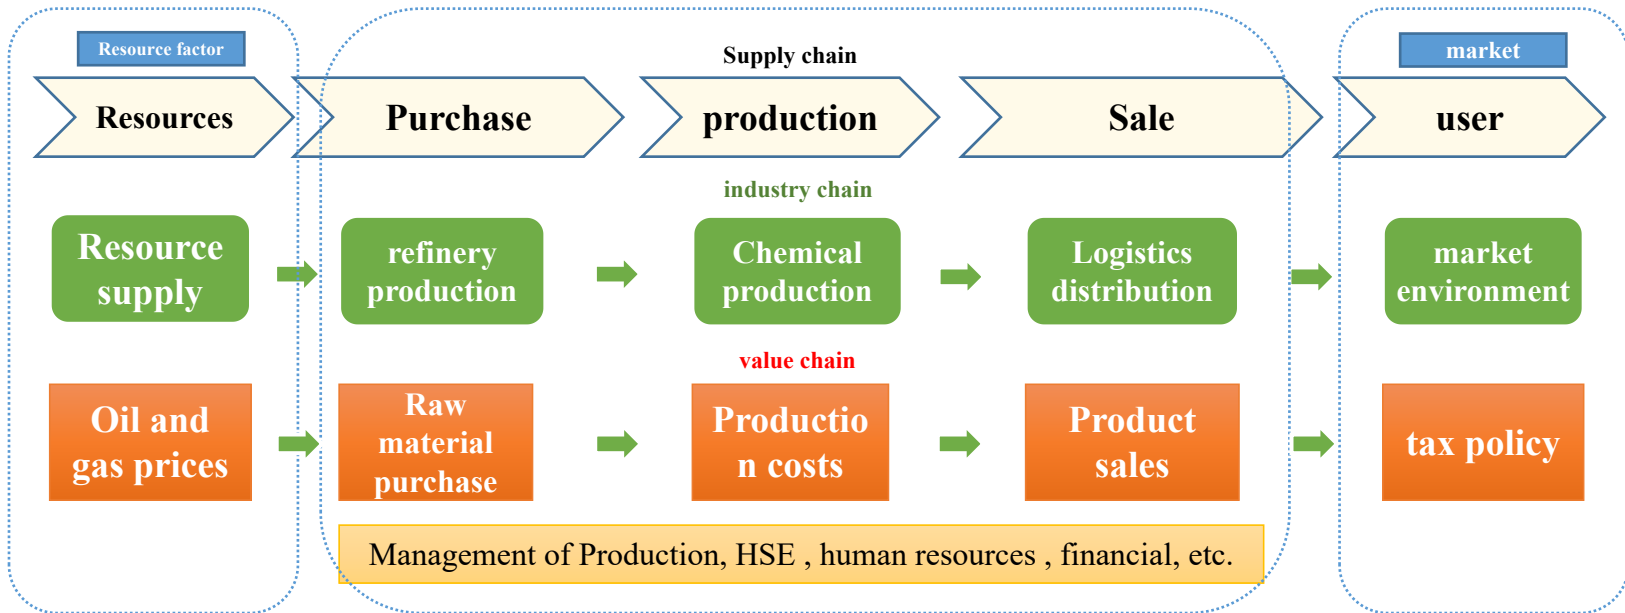 Resource factor
Supply chain
market
Resources
Purchase
production
Sale
user
industry chain
Resource
supply
refinery
production
Chemical
production
Logistics
distribution
market
environment
value chain
Oil and
gas prices
Raw
material
purchase
Productio
n costs
Product
sales
tax policy
Management of Production, HSE , human resources , financial, etc.